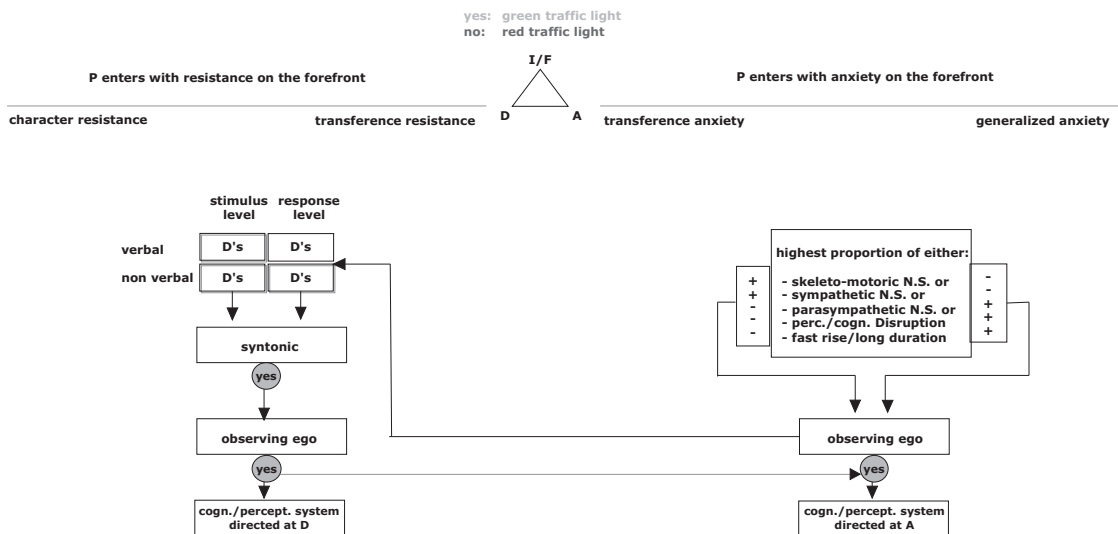 yes: green traffic light
no: red traffic light
I/F
P enters with resistance on the forefront
P enters with anxiety on the forefront
D
A
character resistance
transference resistance
transference anxiety
generalized anxiety
stimulus level
response level
verbal
D's
D's
non verbal
D's
D's
syntonic
yes
observing ego
yes
cogn./percept. system
directed at D
highest proportion of either:
+ - skeleto-motoric N.S. or -
+ - sympathetic N.S. or -
- - parasympathetic N.S. or +
- - perc./cogn. Disruption +
- - fast rise/long duration +
observing ego
yes
cogn./percept. system
directed at A